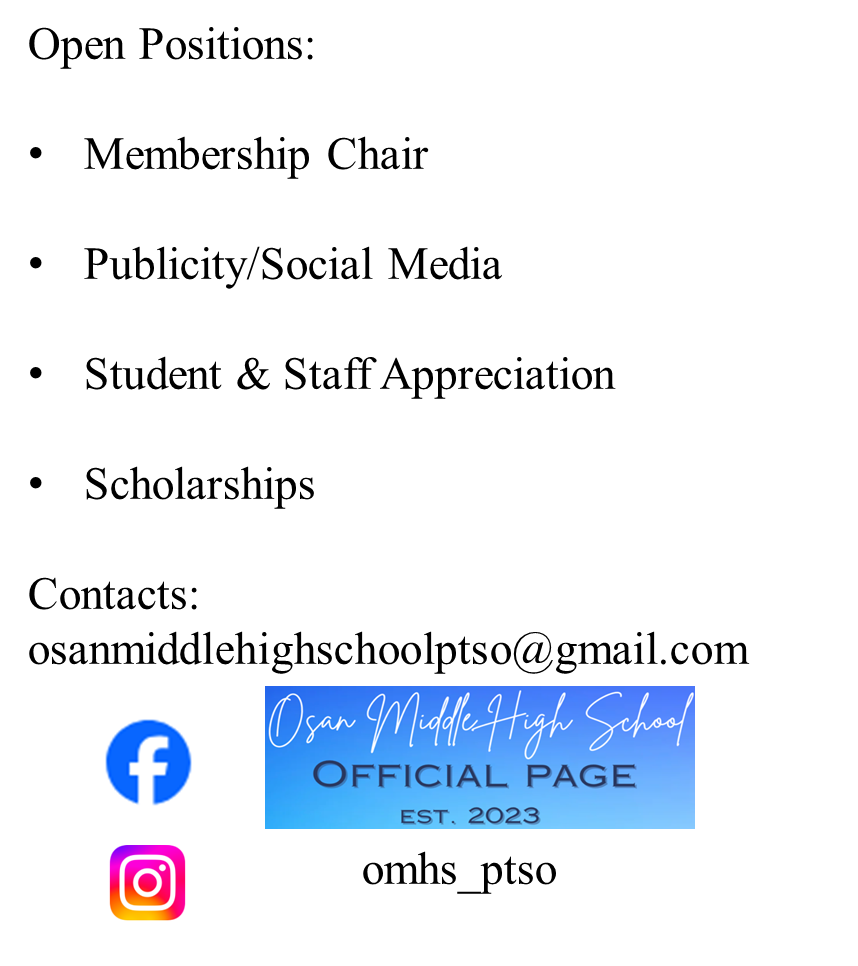 Open Positions:
• Membership Chair
• Publicity/Social Media
• Student & Staff Appreciation
• Scholarships
Contacts:
osanmiddlehighschoolptso@gmail.com
Osan Middle-High School
OFFICIAL PAGE
EST. 2023
omhs_ptso